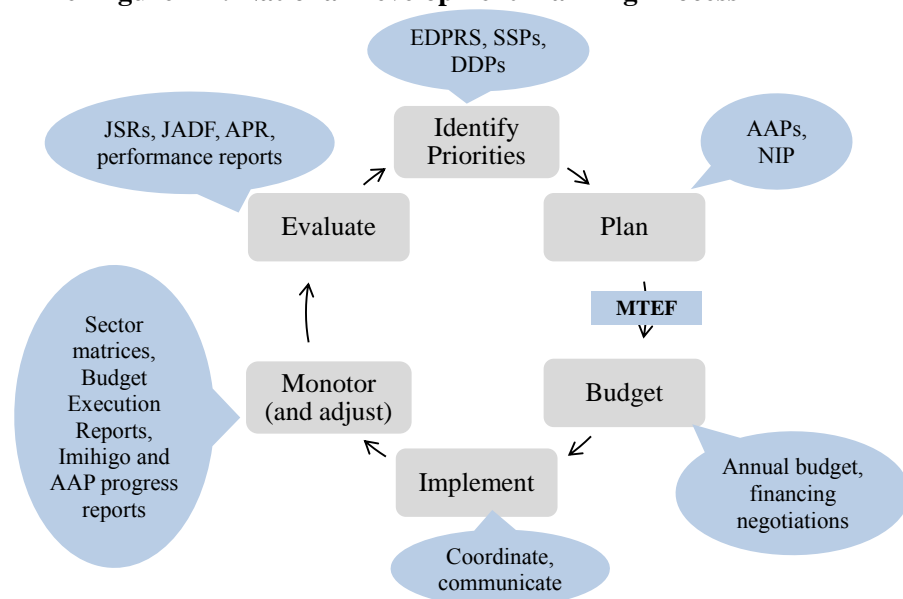 EDPRS, SSPs,
DDPs
Identify
Priorities
AAPs,
NIP
Plan
MTEF
Budget
Annual budget,
financing
negotiations
Implement
Coordinate,
communicate
Monotor
(and adjust)
Sector
matrices,
Budget
Execution
Reports,
Imihigo and
AAP progress
reports
Evaluate
JSRs, JADF, APR,
performance reports